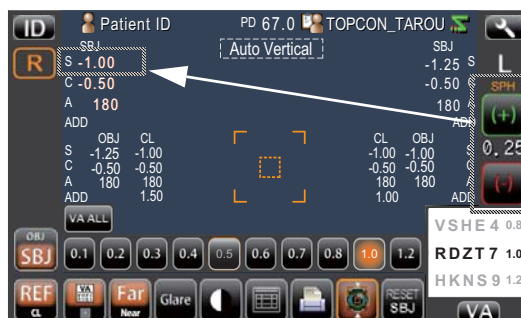 ID Patient ID PD 67.0 TOPCON_TAROU
R SBJ Auto Vertical SBJ L
S -1.00 -1.25 S SPH
C -0.50 -0.50 C
A 180 180 A (+)
ADD ADD
OBJ CL CL OBJ 0.25
S -1.25 -1.00 -1.00 -1.00 S
C -0.50 -0.50 -0.50 -0.50 C
A 180 180 180 180 A (-)
ADD 1.50 1.00 ADD
VA ALL
VSHE4 0.8
OBJ SBJ 0.1 0.2 0.3 0.4 0.5 0.6 0.7 0.8 1.0 1.2 RDZT7 1.0
HKNS9 1.2
REF CL VA Far Near Glare RESET SBJ VA